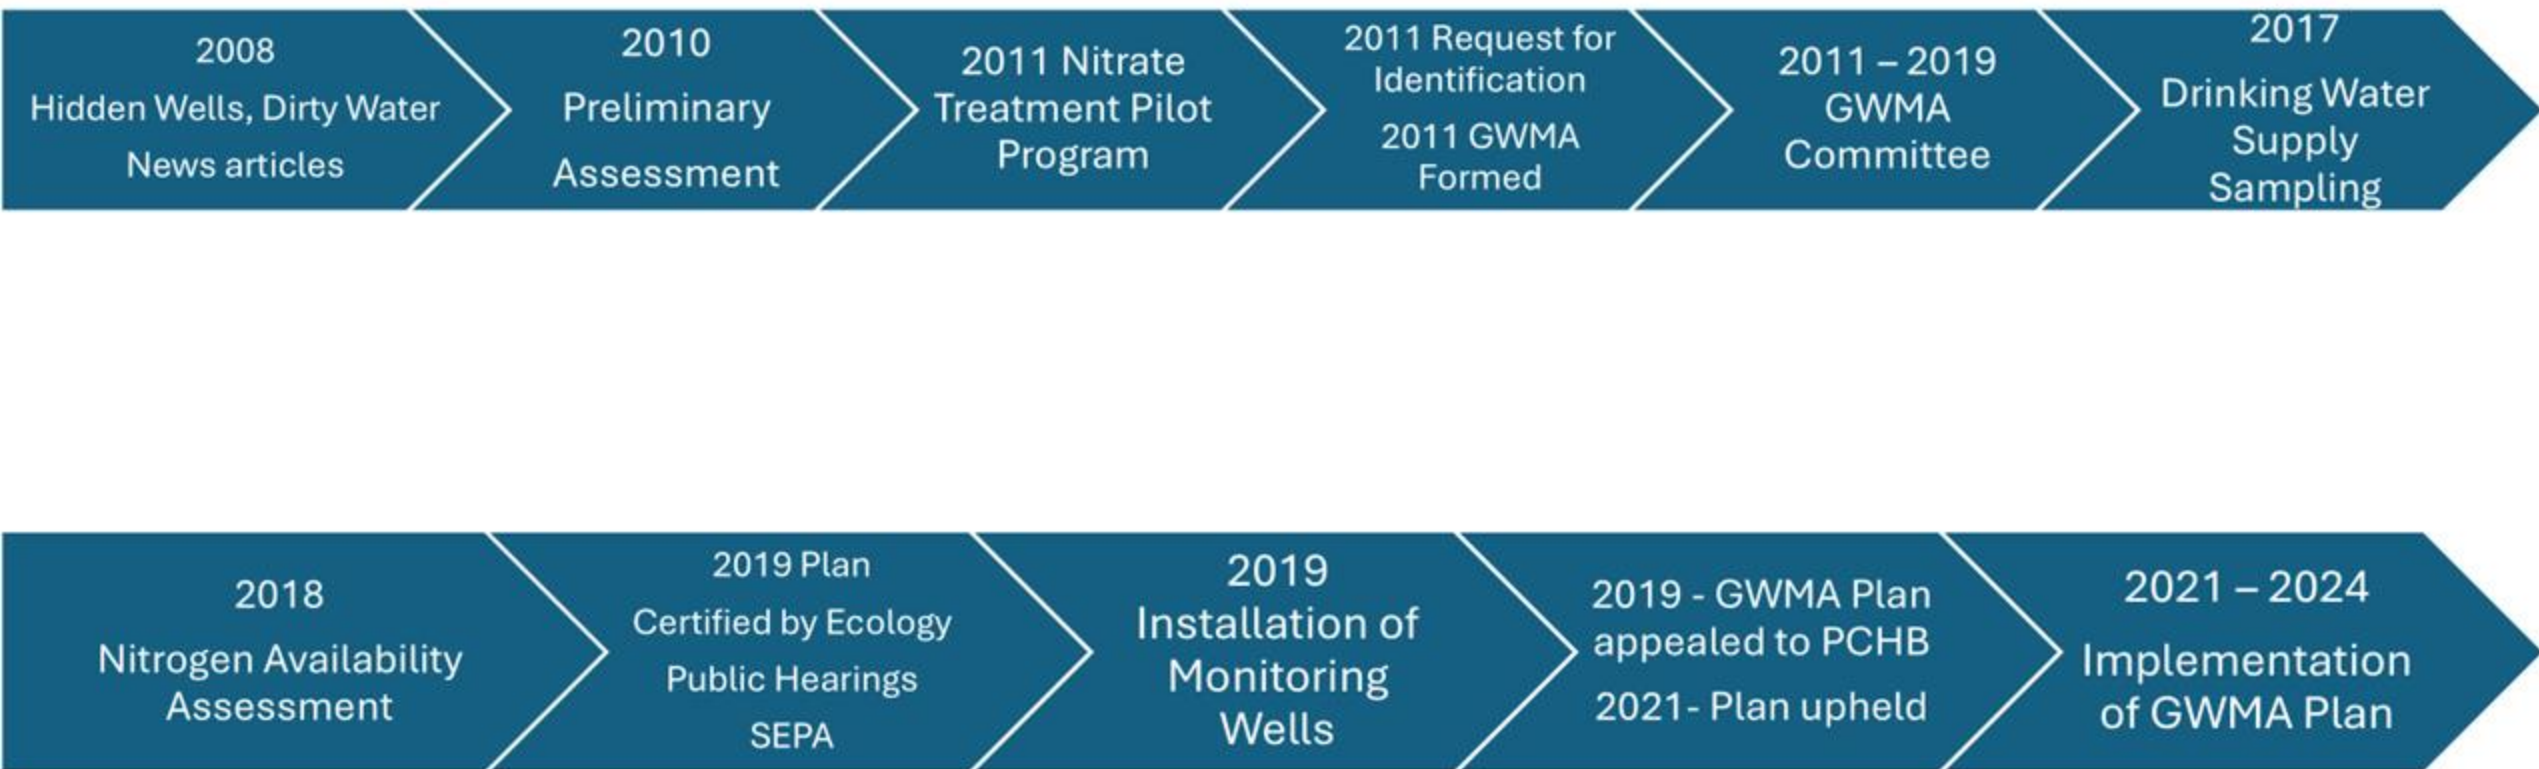 2008
Hidden Wells, Dirty Water
News articles
2010
Preliminary
Assessment
2011 Nitrate
Treatment Pilot
Program
2011 Request for
Identification
2011 GWMA
Formed
2011 – 2019
GWMA
Committee
2017
Drinking Water
Supply
Sampling
2018
Nitrogen Availability
Assessment
2019 Plan
Certified by Ecology
Public Hearings
SEPA
2019
Installation of
Monitoring
Wells
2019 - GWMA Plan
appealed to PCHB
2021- Plan upheld
2021 – 2024
Implementation
of GWMA Plan